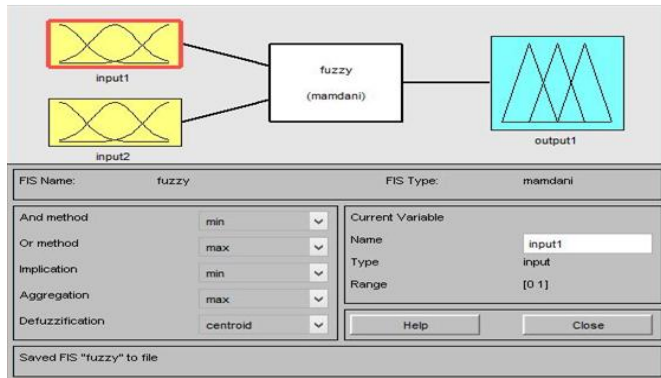 input1
fuzzy
(mamdani)
input2
output1
FIS Name: fuzzy FIS Type: mamdani
And method min
Or method max
Implication min
Aggregation max
Defuzzification centroid
Current Variable
Name input1
Type input
Range [0 1]
Help Close
Saved FIS "fuzzy" to file